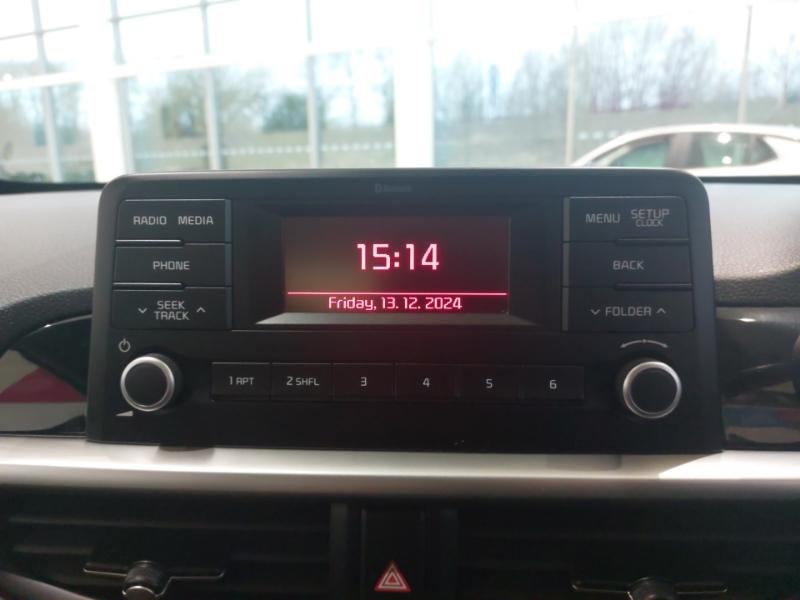 Bluetooth
RADIO MEDIA
PHONE
SEEK
TRACK
15:14
Friday, 13. 12. 2024
MENU SETUP
CLOCK
BACK
FOLDER
1 RPT
2 SHFL
3
4
5
6